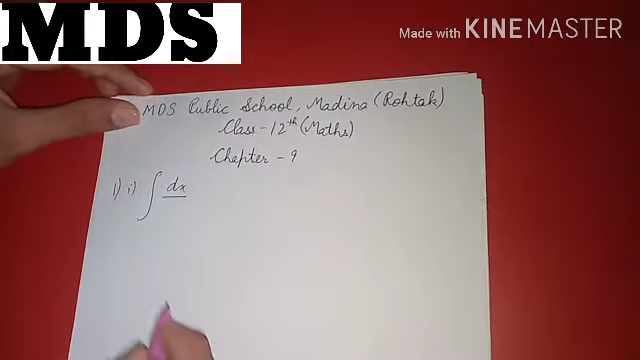 MDS
Made with KINEMASTER
MDS Public School, Madina (Rohtak)
Class - 12th (Maths)
Chapter - 9
1) i) ∫ dx